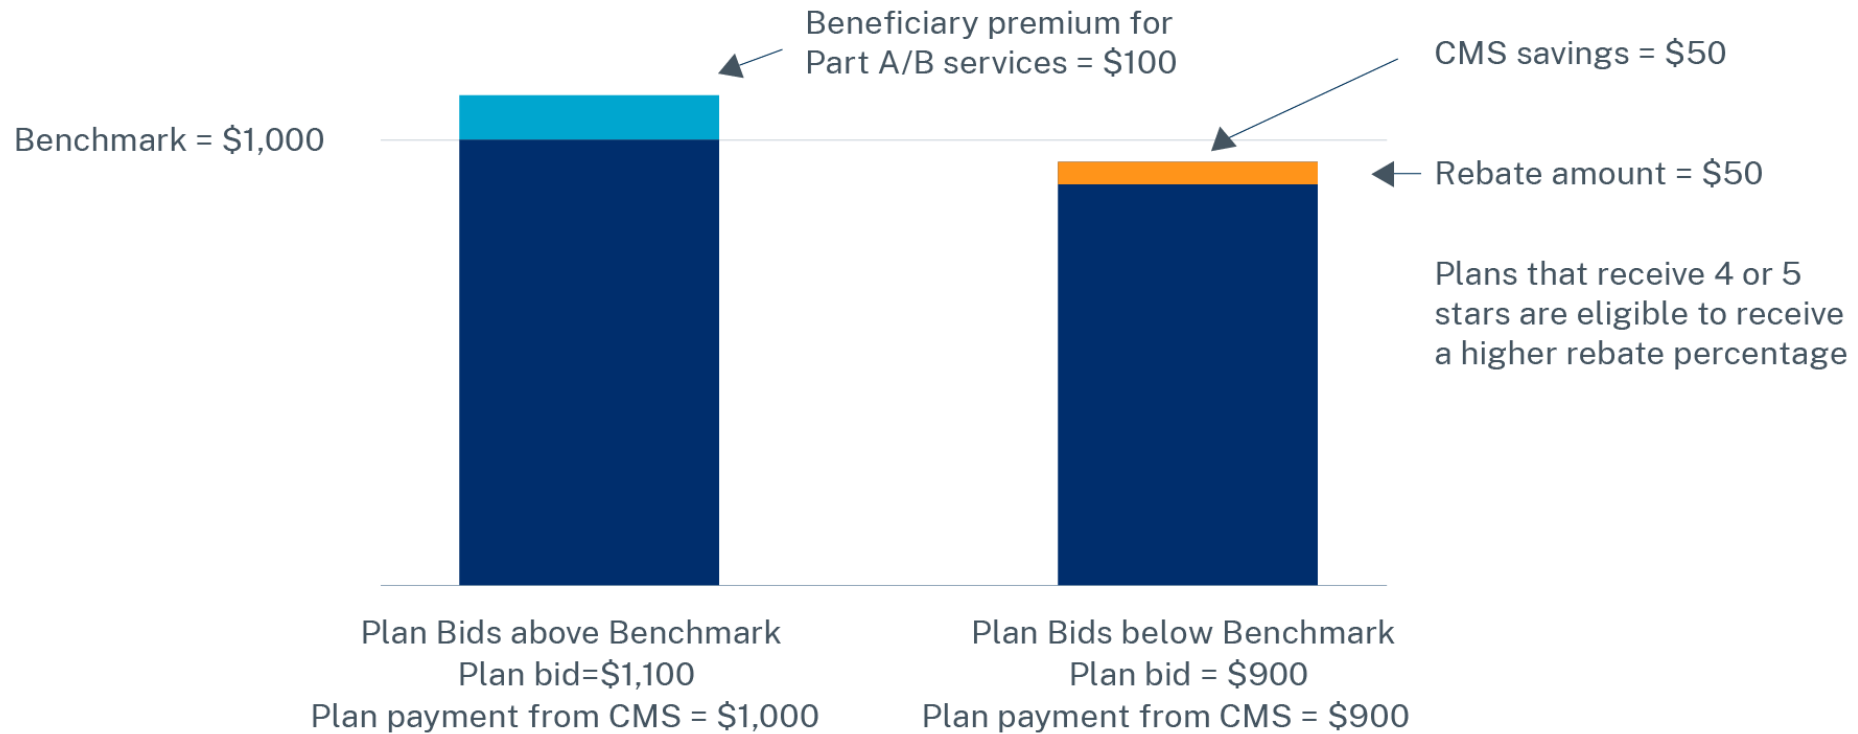 Beneficiary premium for
Part A/B services = $100
CMS savings = $50
Benchmark = $1,000
Rebate amount = $50
Plans that receive 4 or 5
stars are eligible to receive
a higher rebate percentage
Plan Bids above Benchmark
Plan bid=$1,100
Plan payment from CMS = $1,000
Plan Bids below Benchmark
Plan bid = $900
Plan payment from CMS = $900